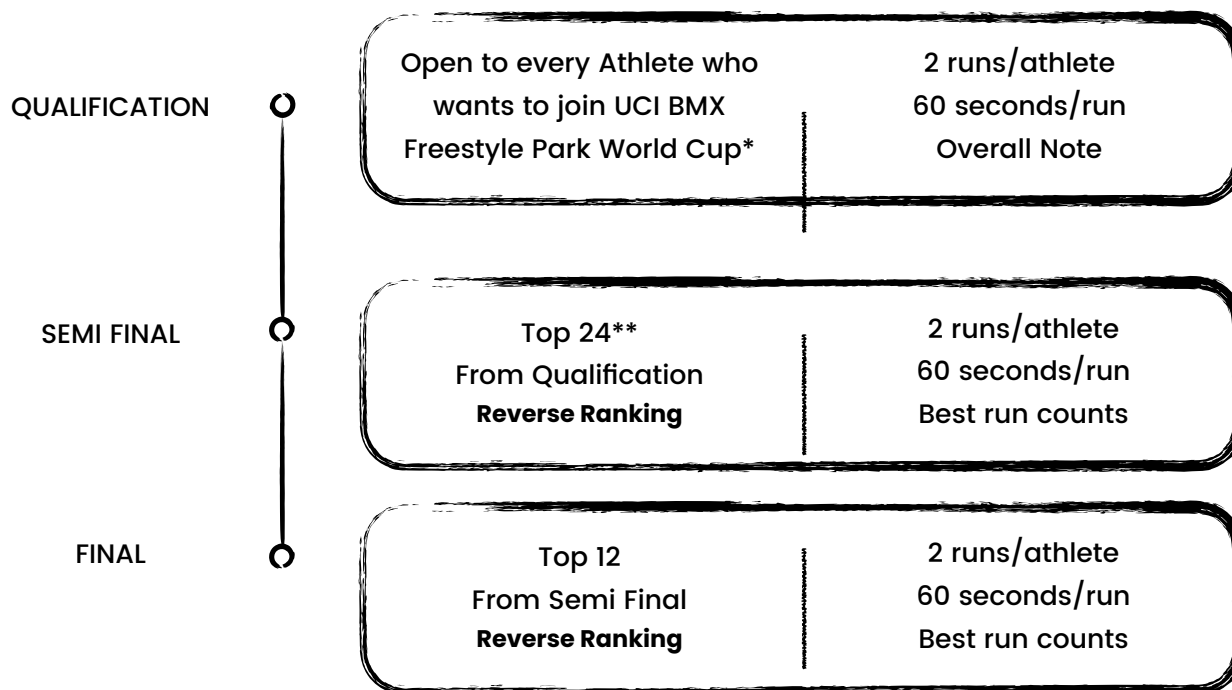 QUALIFICATION
Open to every Athlete who
wants to join UCI BMX
Freestyle Park World Cup*
2 runs/athlete
60 seconds/run
Overall Note
SEMI FINAL
Top 24**
From Qualification
Reverse Ranking
2 runs/athlete
60 seconds/run
Best run counts
FINAL
Top 12
From Semi Final
Reverse Ranking
2 runs/athlete
60 seconds/run
Best run counts